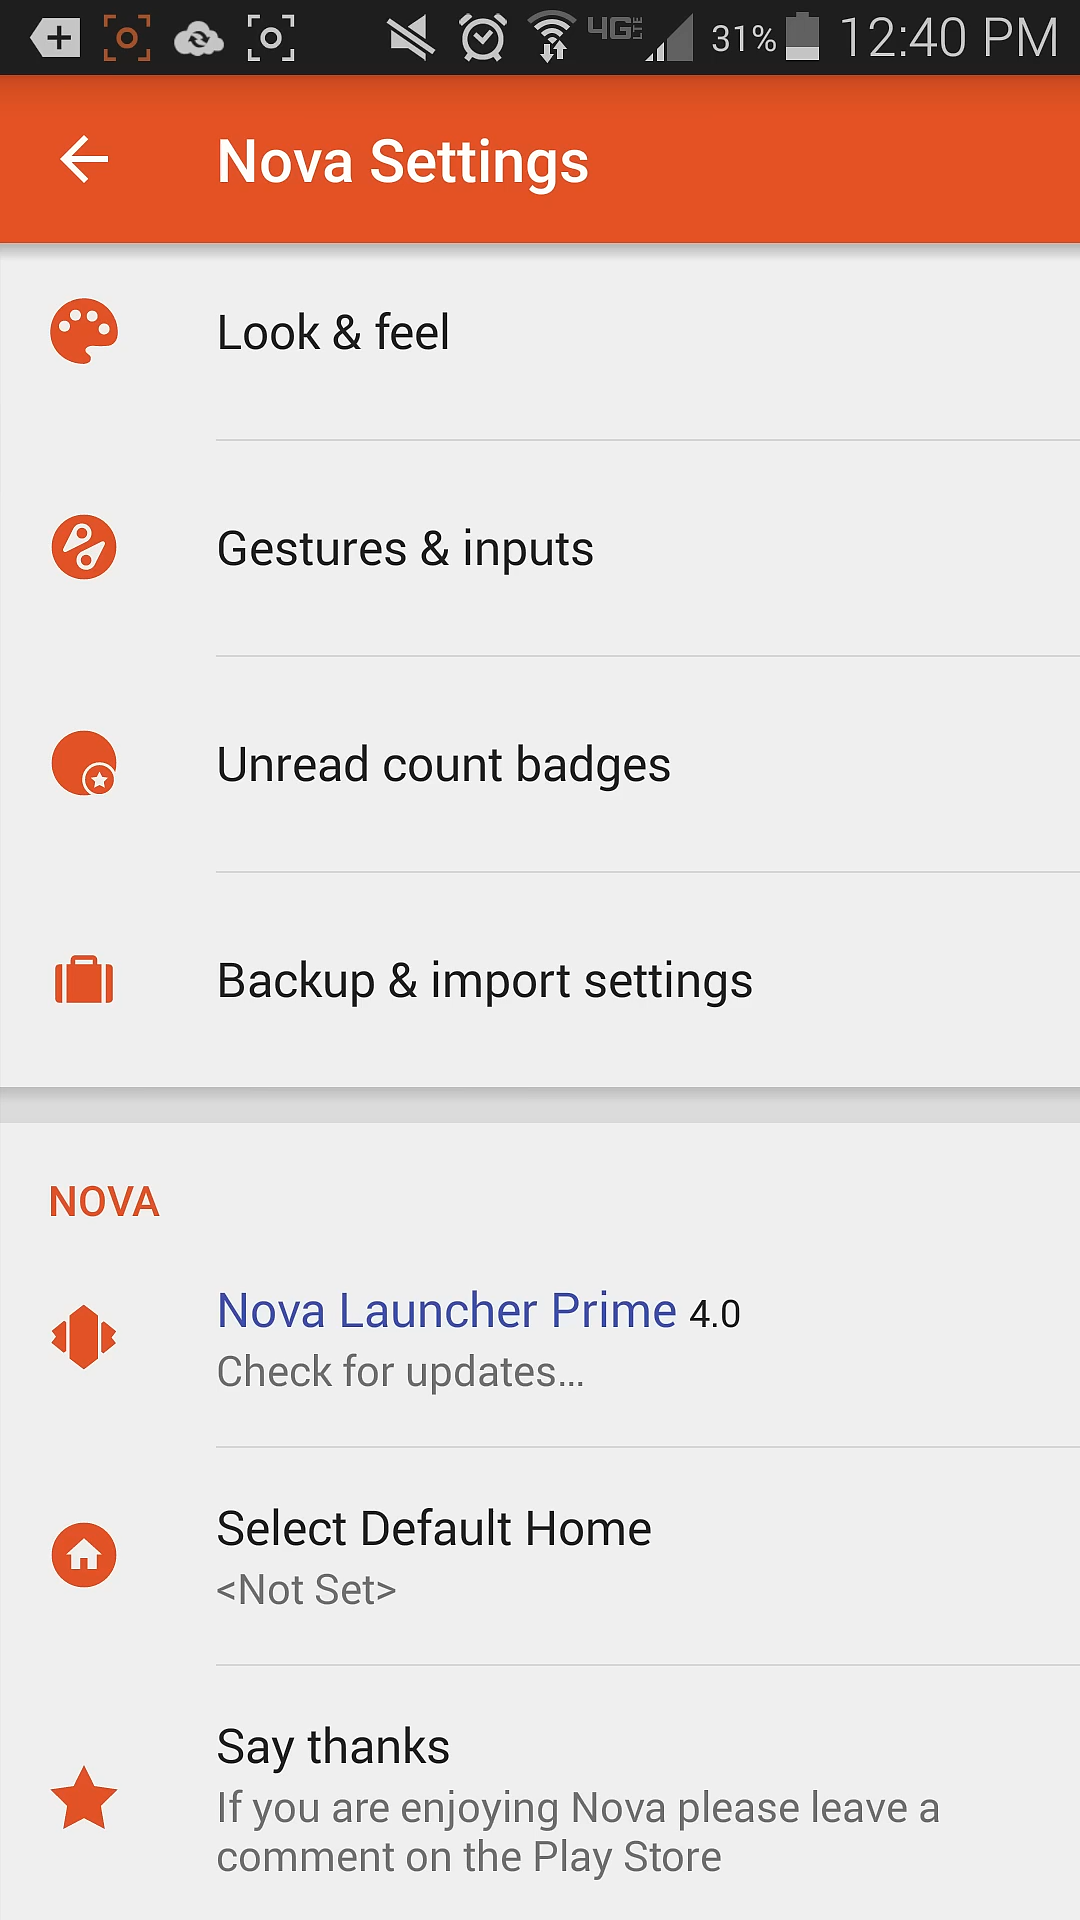 4G LTE 31% 12:40 PM
Nova Settings
Look & feel
Gestures & inputs
Unread count badges
Backup & import settings
NOVA
Nova Launcher Prime 4.0
Check for updates...
Select Default Home
<Not Set>
Say thanks
If you are enjoying Nova please leave a
comment on the Play Store